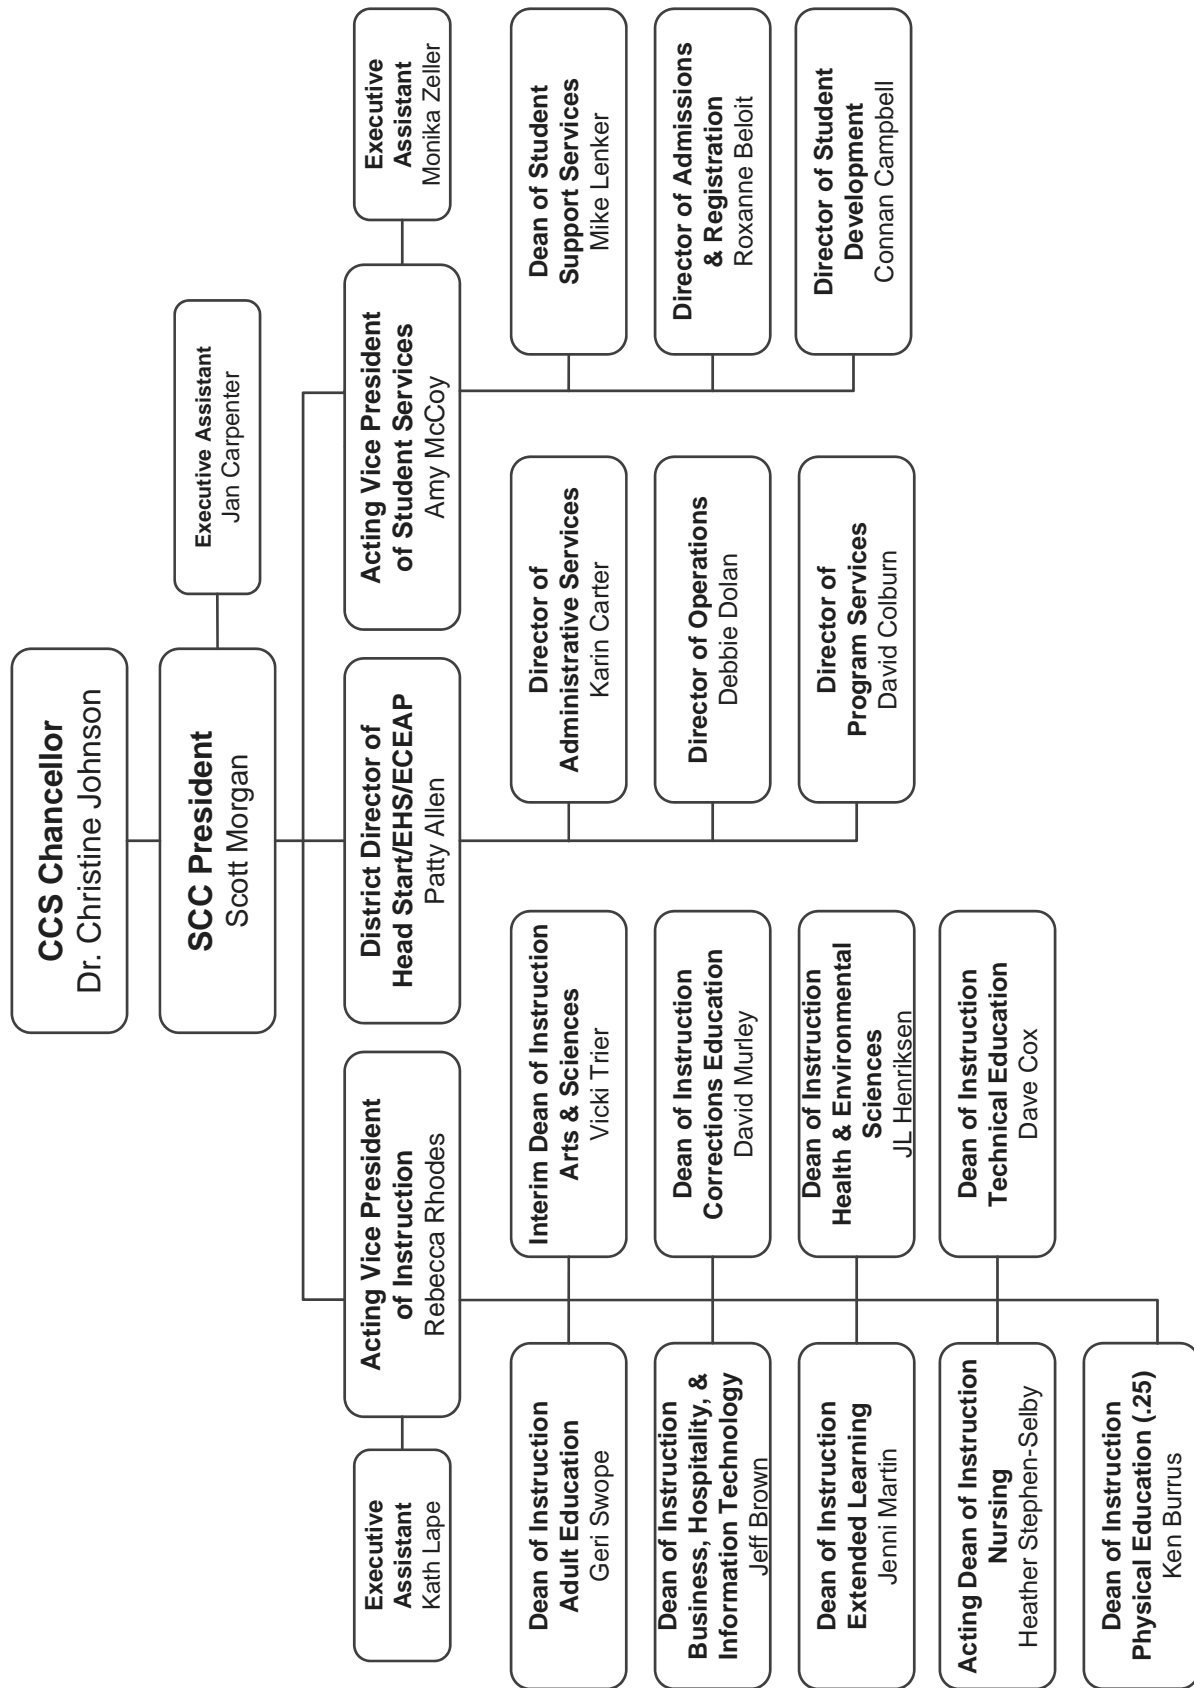 CCS Chancellor
Dr. Christine Johnson
SCC President
Scott Morgan
Executive Assistant
Jan Carpenter
Executive
Assistant
Kath Lape
Acting Vice President
of Instruction
Rebecca Rhodes
District Director of
Head Start/EHS/ECEAP
Patty Allen
Acting Vice President
of Student Services
Amy McCoy
Executive
Assistant
Monika Zeller
Dean of Instruction
Adult Education
Geri Swope
Interim Dean of Instruction
Arts & Sciences
Vicki Trier
Director of
Administrative Services
Karin Carter
Dean of Student
Support Services
Mike Lenker
Dean of Instruction
Business, Hospitality, &
Information Technology
Jeff Brown
Dean of Instruction
Corrections Education
David Murley
Director of Operations
Debbie Dolan
Director of Admissions
& Registration
Roxanne Beloit
Dean of Instruction
Extended Learning
Jenni Martin
Dean of Instruction
Health & Environmental
Sciences
JL Henriksen
Director of
Program Services
David Colburn
Director of Student
Development
Connan Campbell
Acting Dean of Instruction
Nursing
Heather Stephen-Selby
Dean of Instruction
Technical Education
Dave Cox
Dean of Instruction
Physical Education (.25)
Ken Burrus